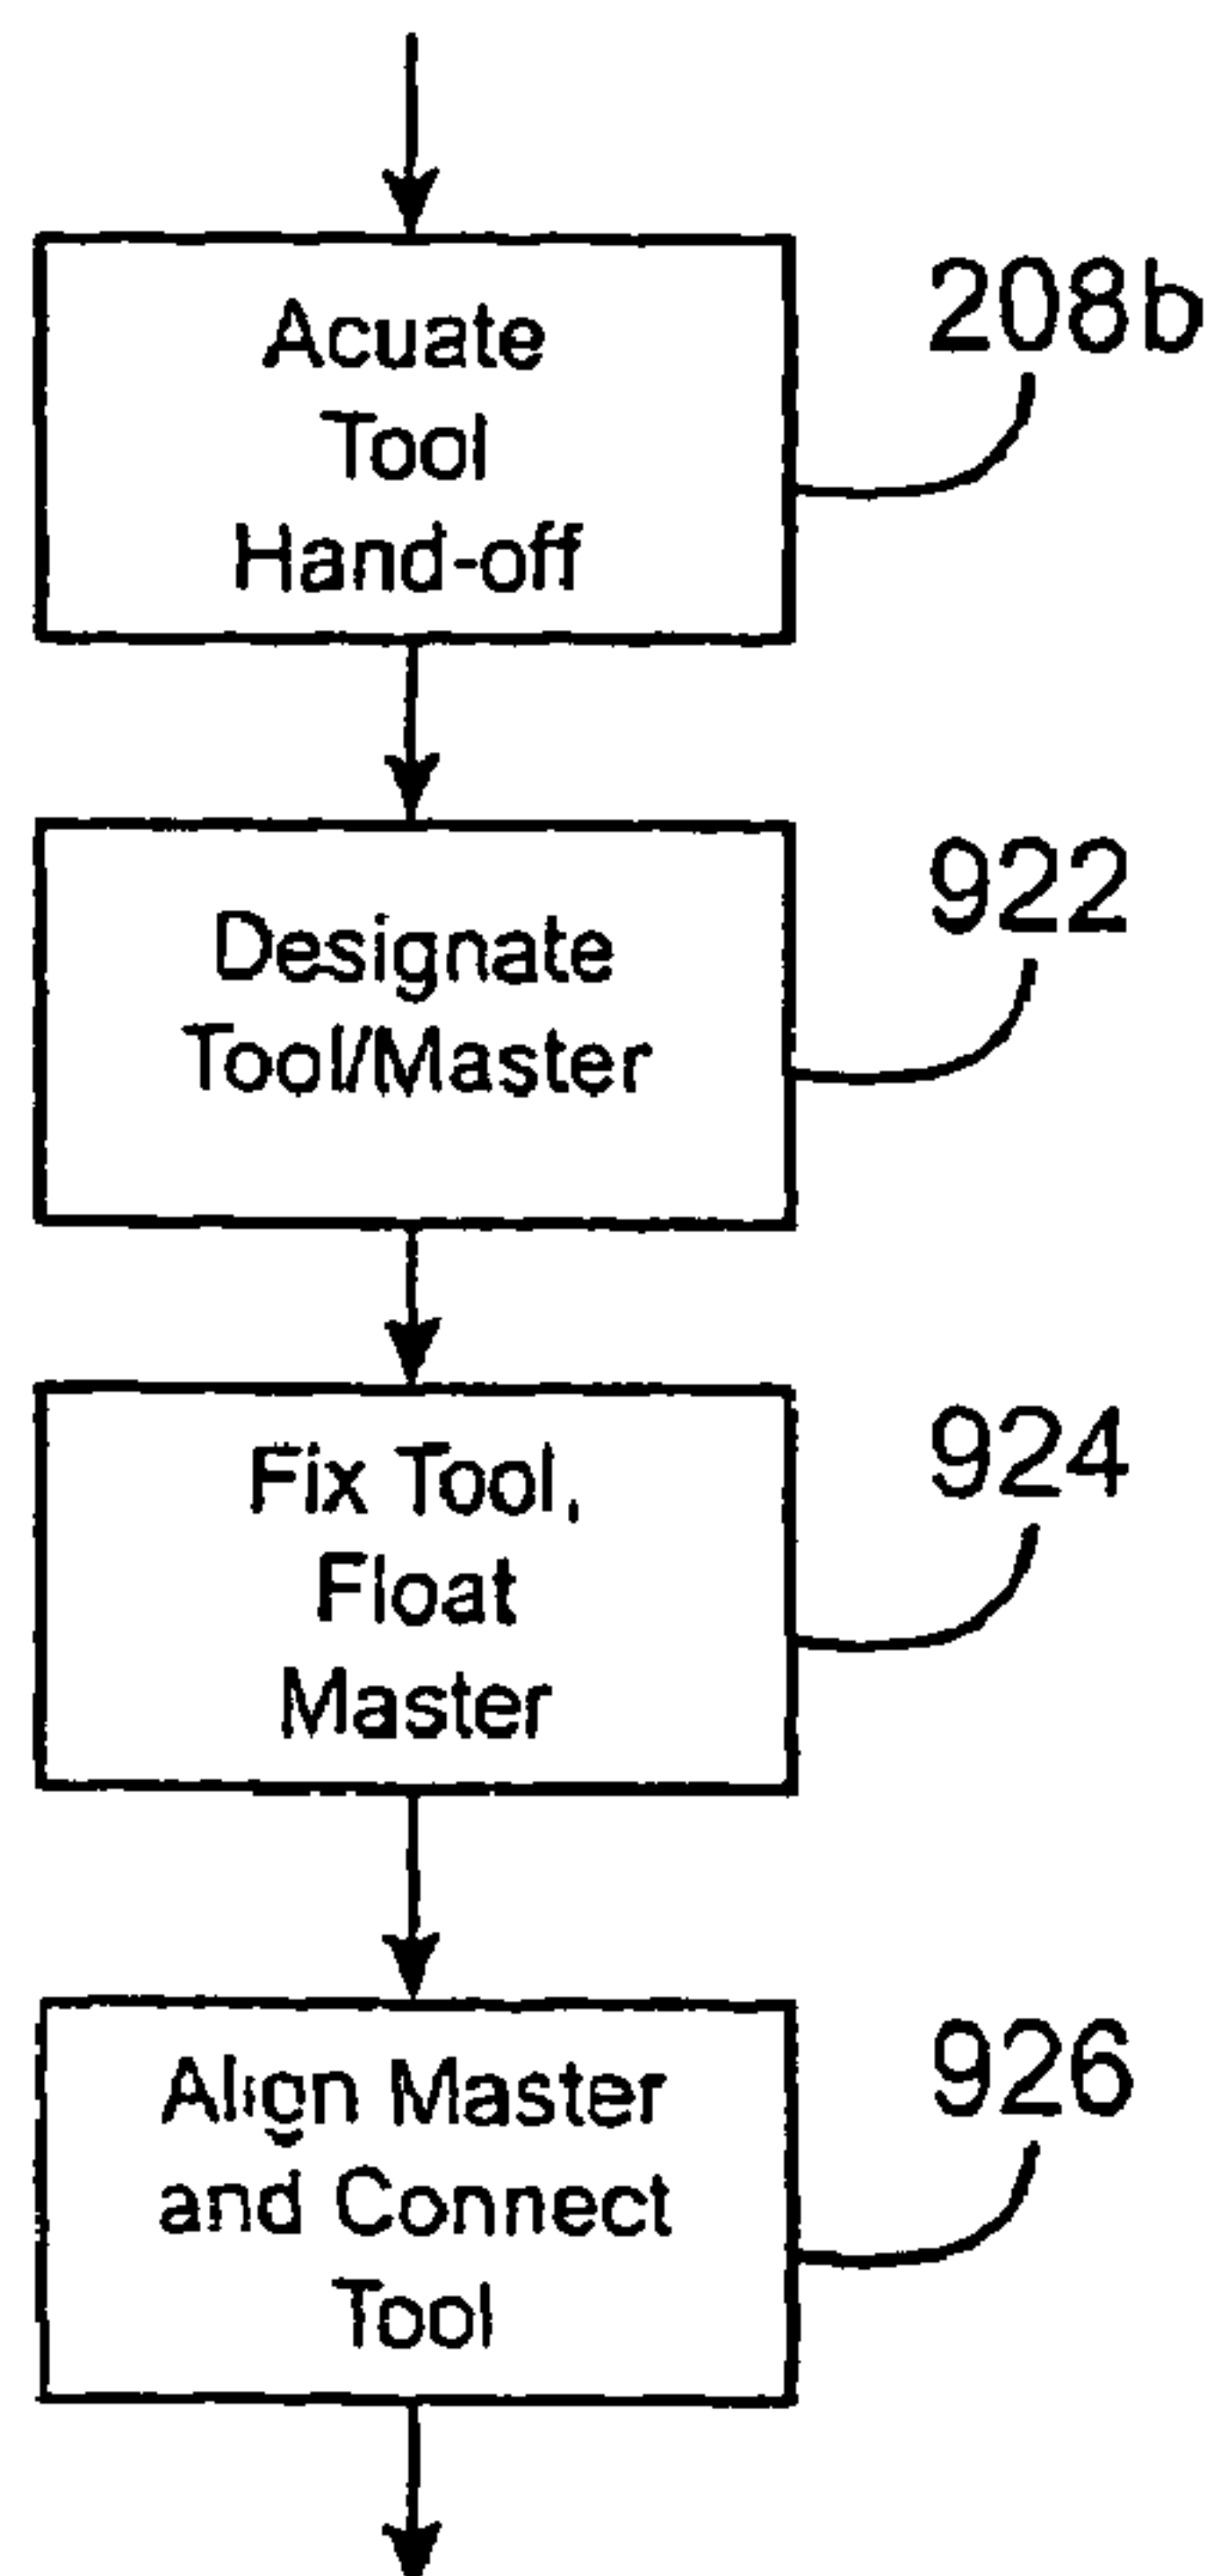 Acuate
Tool
Hand-off
208b
Designate
Tool/Master
922
Fix Tool,
Float
Master
924
Align Master
and Connect
Tool
926